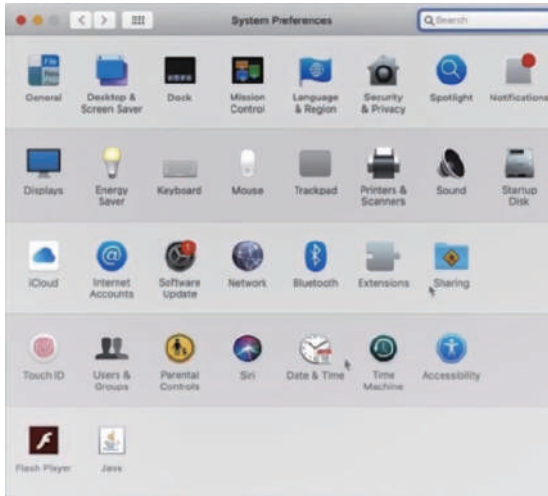 System Preferences
Search
General
Desktop &
Screen Saver
Dock
Mission
Control
Language
& Region
Security
& Privacy
Spotlight
Notifications
Displays
Energy
Saver
Keyboard
Mouse
Trackpad
Printers &
Scanners
Sound
Startup
Disk
iCloud
Internet
Accounts
Software
Update
Network
Bluetooth
Extensions
Sharing
Touch ID
Users &
Groups
Parental
Controls
Siri
Date & Time
Time
Machine
Accessibility
Flash Player
Java